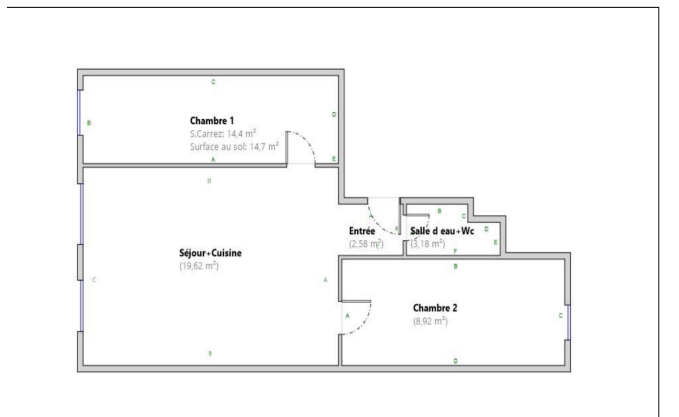 C
D
B
Chambre 1
S.Carrez: 14,4 m²
Surface au sol: 14,7 m²
A
E
D
A
B
C
D
Entrée
(2,58 m²)
Salle d eau+Wc
(3,18 m²)
E
F
Séjour+Cuisine
(19,62 m²)
C
A
B
Chambre 2
(8,92 m²)
A
C
D